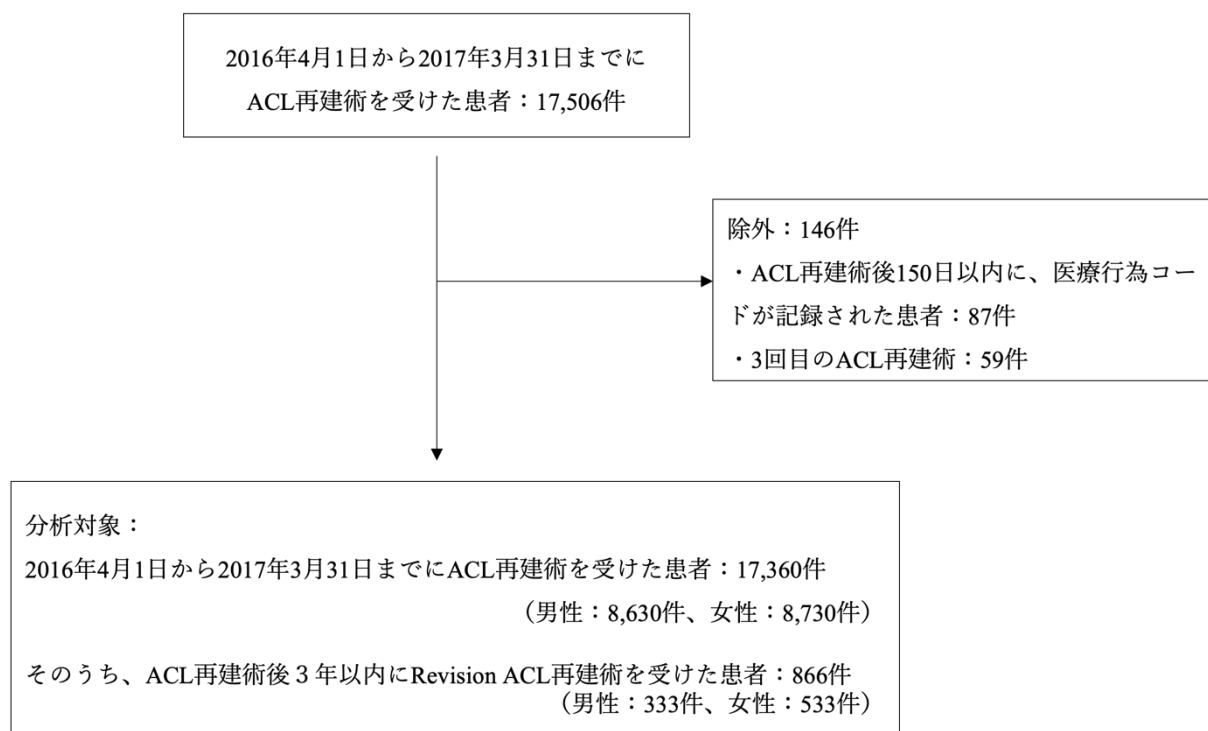 2016年4月1日から2017年3月31日までに
ACL再建術を受けた患者：17,506件
除外：146件
・ACL再建術後150日以内に、医療行為コー
ドが記録された患者：87件
・3回目のACL再建術：59件
分析対象：
2016年4月1日から2017年3月31日までにACL再建術を受けた患者：17,360件
（男性：8,630件、女性：8,730件）
そのうち、ACL再建術後３年以内にRevision ACL再建術を受けた患者：866件
（男性：333件、女性：533件）